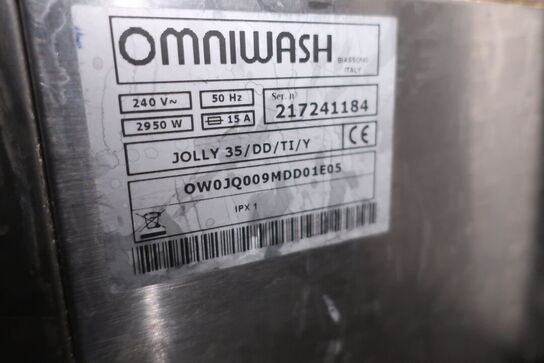 OMNIWASH
BIASSONO
ITALY
240 V~ 50 Hz Ser. n°
217241184
2950 W 15 A
JOLLY 35/DD/TI/Y CE
OW0JQ009MDD01E05
IPX 1